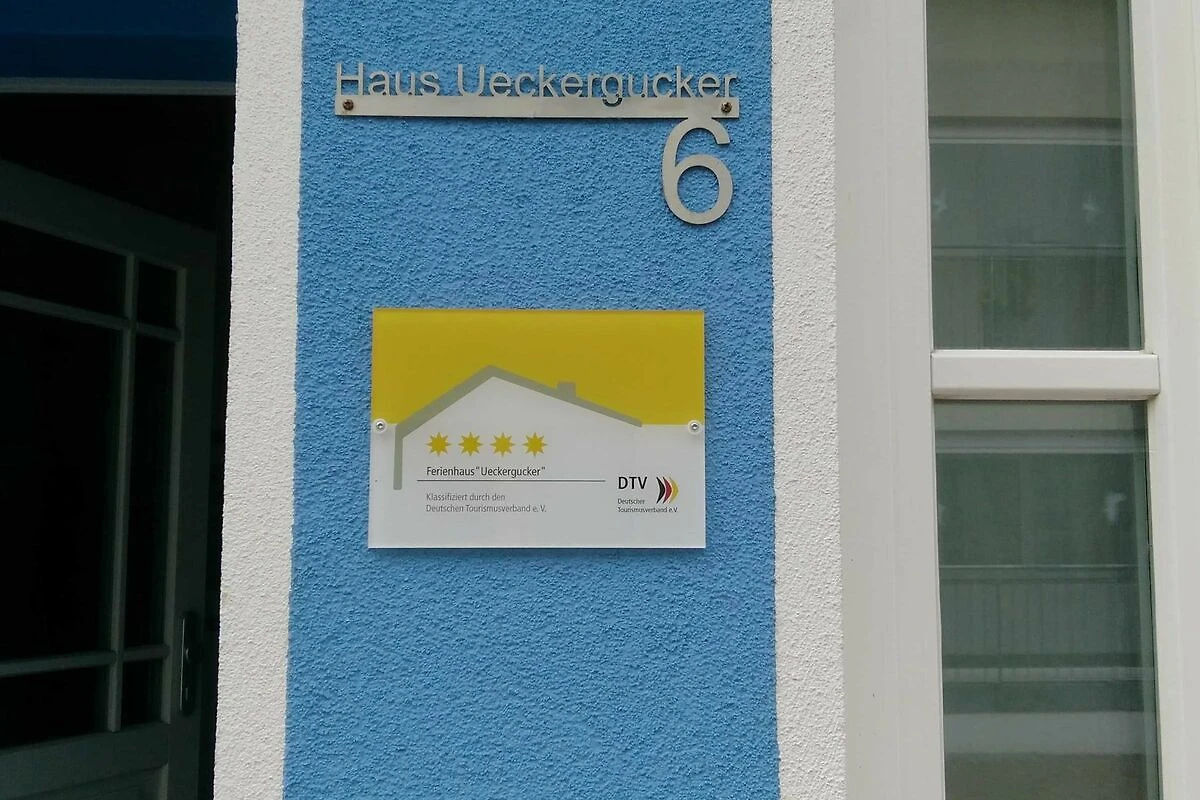 Haus Ueckergucker
6
Ferienhaus "Ueckergucker"
Klassifiziert durch den
Deutschen Tourismusverband e. V.
DTV
Deutscher
Tourismusverband e.V.